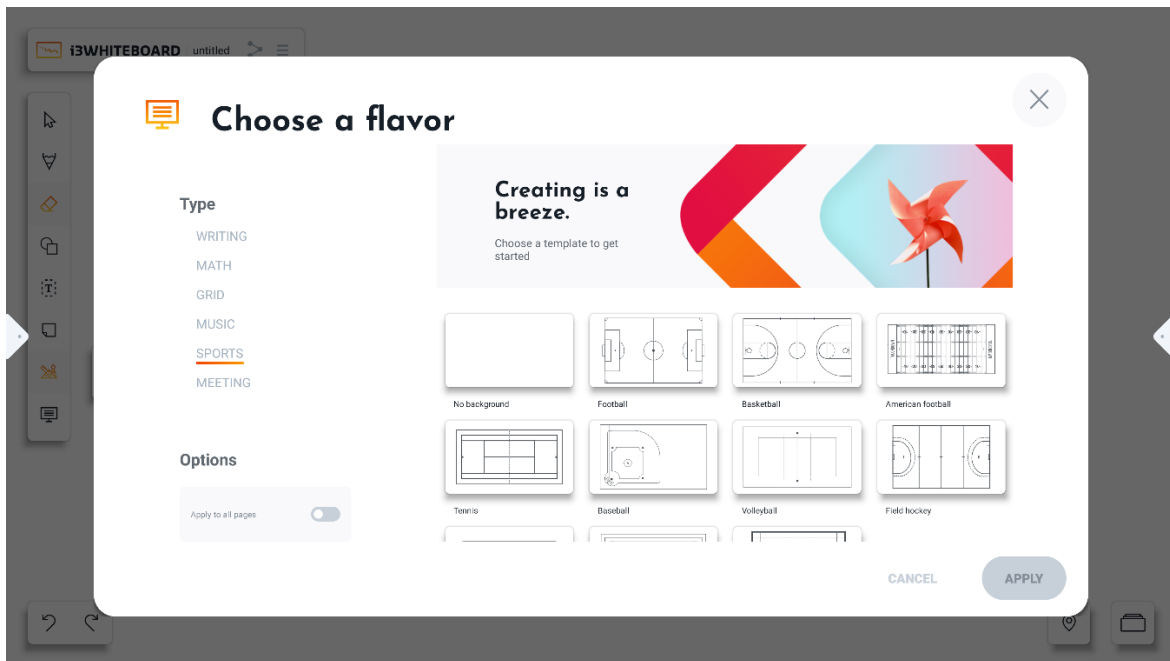 i3WHITEBOARD untitled
Choose a flavor
Creating is a
breeze.
Choose a template to get
started
Type
WRITING
MATH
GRID
MUSIC
SPORTS
MEETING
Options
Apply to all pages
No background
Football
Basketball
American football
Tennis
Baseball
Volleyball
Field hockey
CANCEL
APPLY